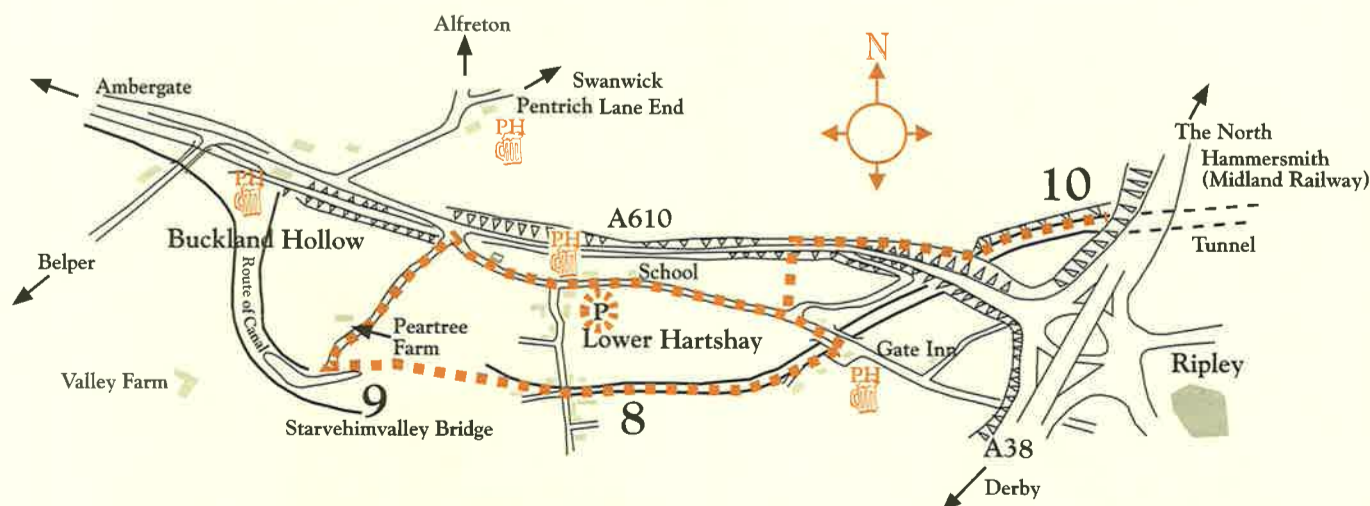 Alfreton
Swanwick
Ambergate
Pentrich Lane End
PH
N
The North
Hammersmith
(Midland Railway)
10
PH
A610
Buckland Hollow
PH
Tunnel
Belper
School
Route of Canal
P
Peartree
Farm
Lower Hartshay
Gate Inn
Ripley
Valley Farm
PH
9
8
Starvehimvalley Bridge
A38
Derby